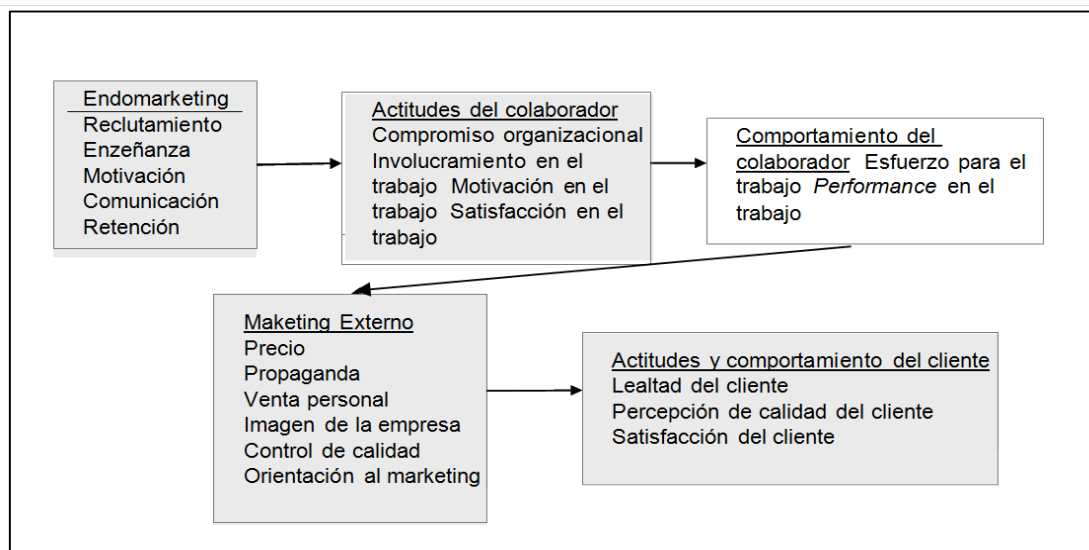 Endomarketing
Reclutamiento
Enzeñanza
Motivación
Comunicación
Retención
Actitudes del colaborador
Compromiso organizacional
Involucramiento en el
trabajo Motivación en el
trabajo Satisfacción en el
trabajo
Comportamiento del
colaborador Esfuerzo para el
trabajo Performance en el
trabajo
Maketing Externo
Precio
Propaganda
Venta personal
Imagen de la empresa
Control de calidad
Orientación al marketing
Actitudes y comportamiento del cliente
Lealtad del cliente
Percepción de calidad del cliente
Satisfacción del cliente